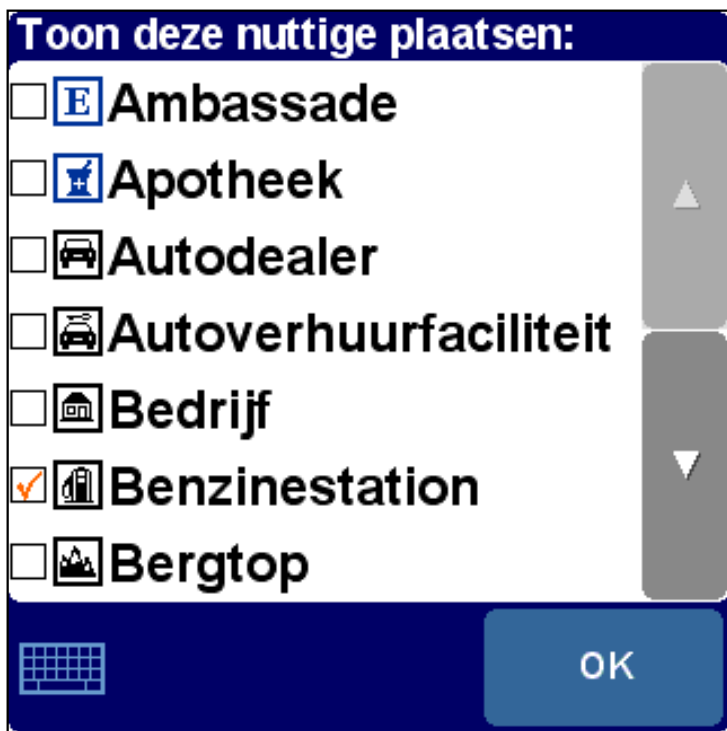 Toon deze nuttige plaatsen:
E Ambassade
Apotheek
Autodealer
Autoverhuurfaciliteit
Bedrijf
Benzinestation
Bergtop
OK